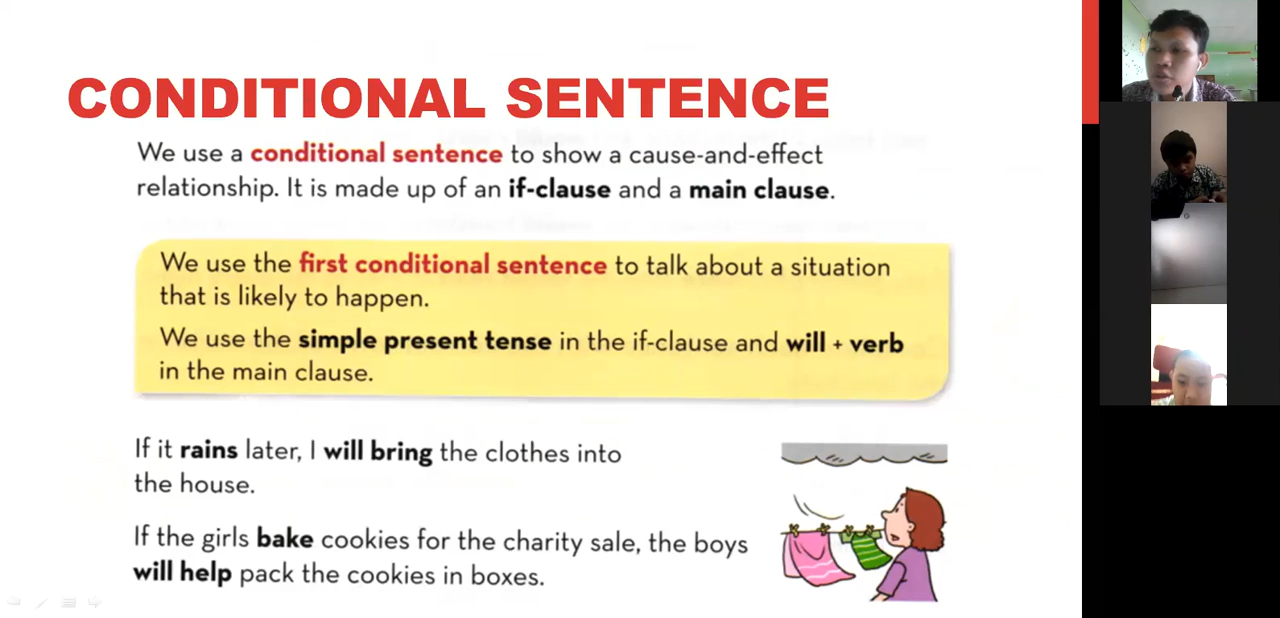 CONDITIONAL SENTENCE
We use a conditional sentence to show a cause-and-effect
relationship. It is made up of an if-clause and a main clause.
We use the first conditional sentence to talk about a situation
that is likely to happen.
We use the simple present tense in the if-clause and will + verb
in the main clause.
If it rains later, I will bring the clothes into
the house.
If the girls bake cookies for the charity sale, the boys
will help pack the cookies in boxes.